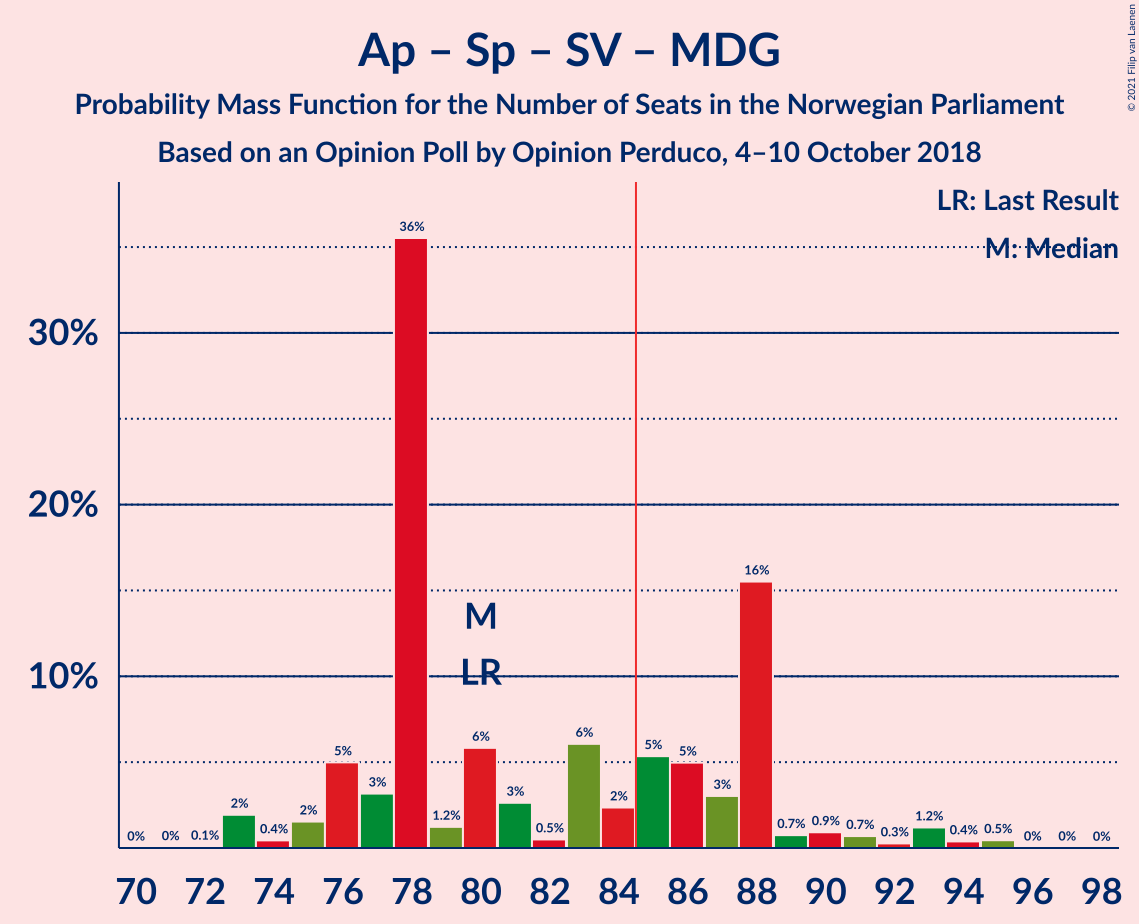 Ap – Sp – SV – MDG
Probability Mass Function for the Number of Seats in the Norwegian Parliament
Based on an Opinion Poll by Opinion Perduco, 4–10 October 2018
© 2021 Filip van Laenen
LR: Last Result
M: Median
30%
20%
10%
0% 0% 0.1% 2% 0.4% 2% 5% 3% 36% 1.2% 6% 3% 0.5% 6% 2% 5% 5% 3% 16% 0.7% 0.9% 0.7% 0.3% 1.2% 0.4% 0.5% 0% 0% 0%
M
LR
70 72 74 76 78 80 82 84 86 88 90 92 94 96 98